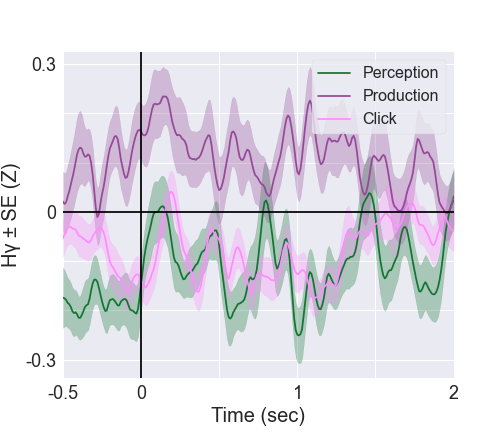 0.3
Perception
Production
Click
Hγ ± SE (Z)
0
-0.3
-0.5
0
1
2
Time (sec)